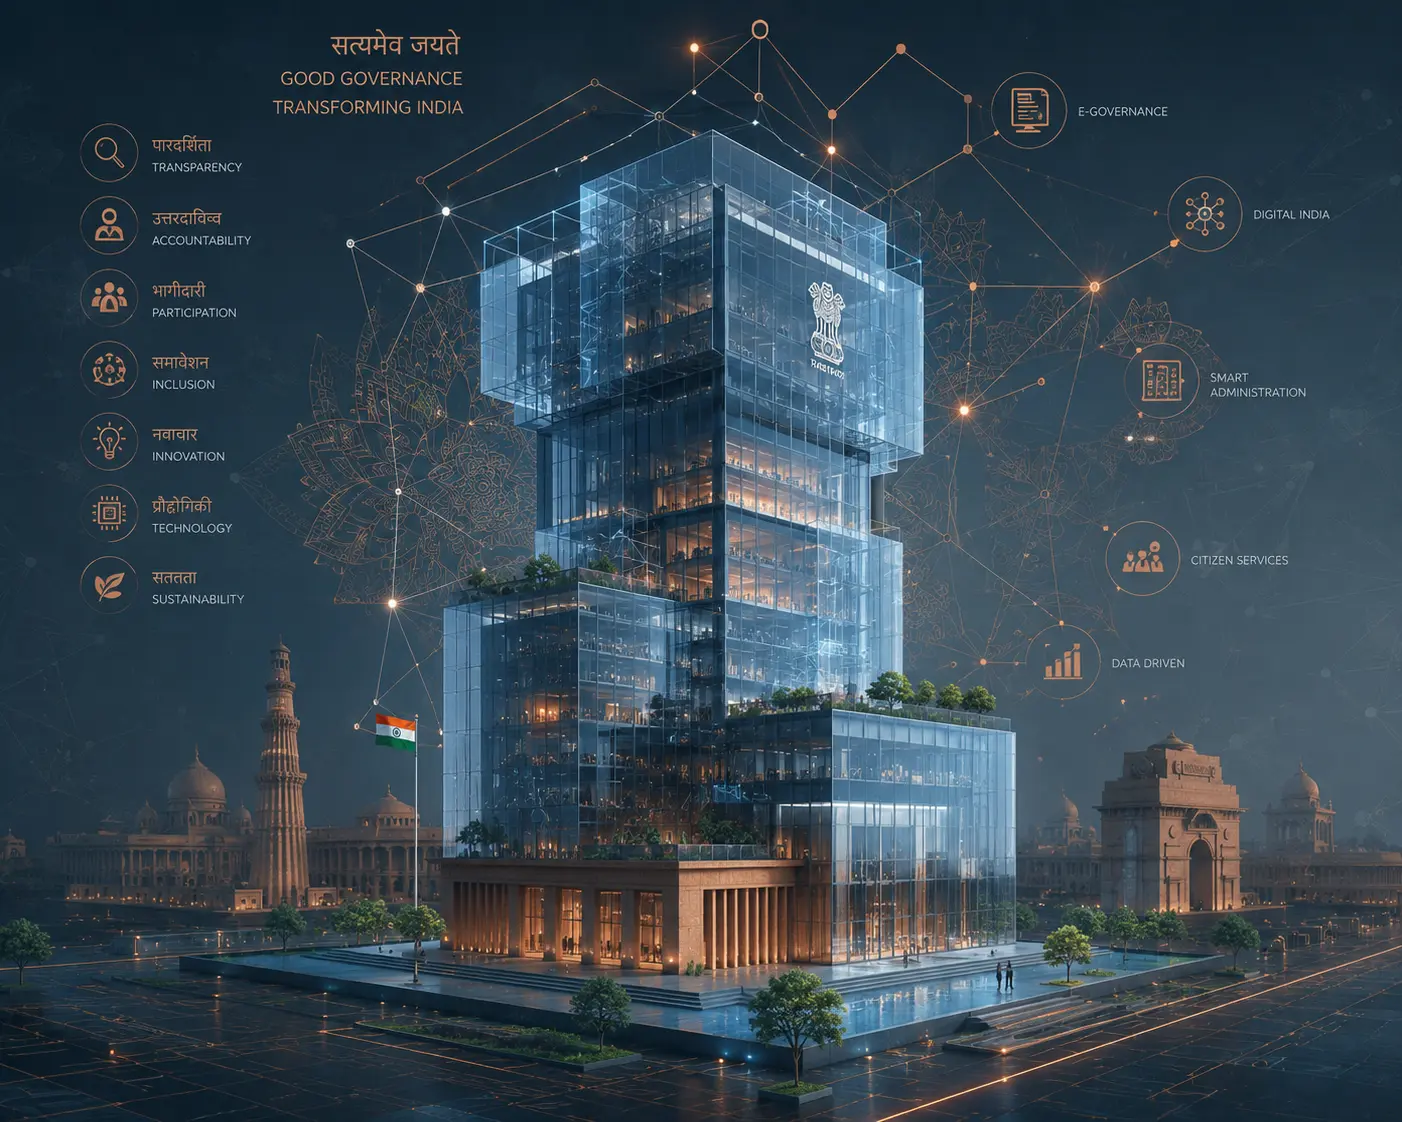 सत्यमेव जयते
GOOD GOVERNANCE
TRANSFORMING INDIA
पारदर्शिता
TRANSPARENCY
उत्तरदाविव्व
ACCOUNTABILITY
भागीदारी
PARTICIPATION
समावेशन
INCLUSION
नवाचार
INNOVATION
प्रौहोगिकी
TECHNOLOGY
सततता
SUSTAINABILITY
E-GOVERNANCE
DIGITAL INDIA
SMART
ADMINISTRATION
CITIZEN SERVICES
DATA DRIVEN